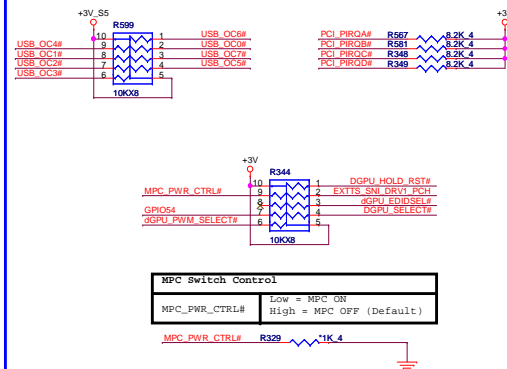 +3V_S5
R599
USB_OC4# 10 1 USB_OC6#
USB_OC1# 9 2 USB_OC0#
USB_OC2# 8 3 USB_OC7#
USB_OC3# 7 4 USB_OC5#
6 5
10KX8
+3
PCI_PIRQA# R567 8.2K_4
PCI_PIRQB# R581 8.2K_4
PCI_PIRQC# R348 8.2K_4
PCI_PIRQD# R349 8.2K_4
+3V
R344
10 1 DGPU_HOLD_RST#
MPC_PWR_CTRL# 9 2 EXTTS_SNI_DRV1_PCH
8 3 dGPU_EDIDSEL#
GPIO54 7 4 DGPU_SELECT#
dGPU_PWM_SELECT# 6 5
10KX8
MPC Switch Control
MPC_PWR_CTRL#
Low = MPC ON
High = MPC OFF (Default)
MPC_PWR_CTRL# R329 *1K_4